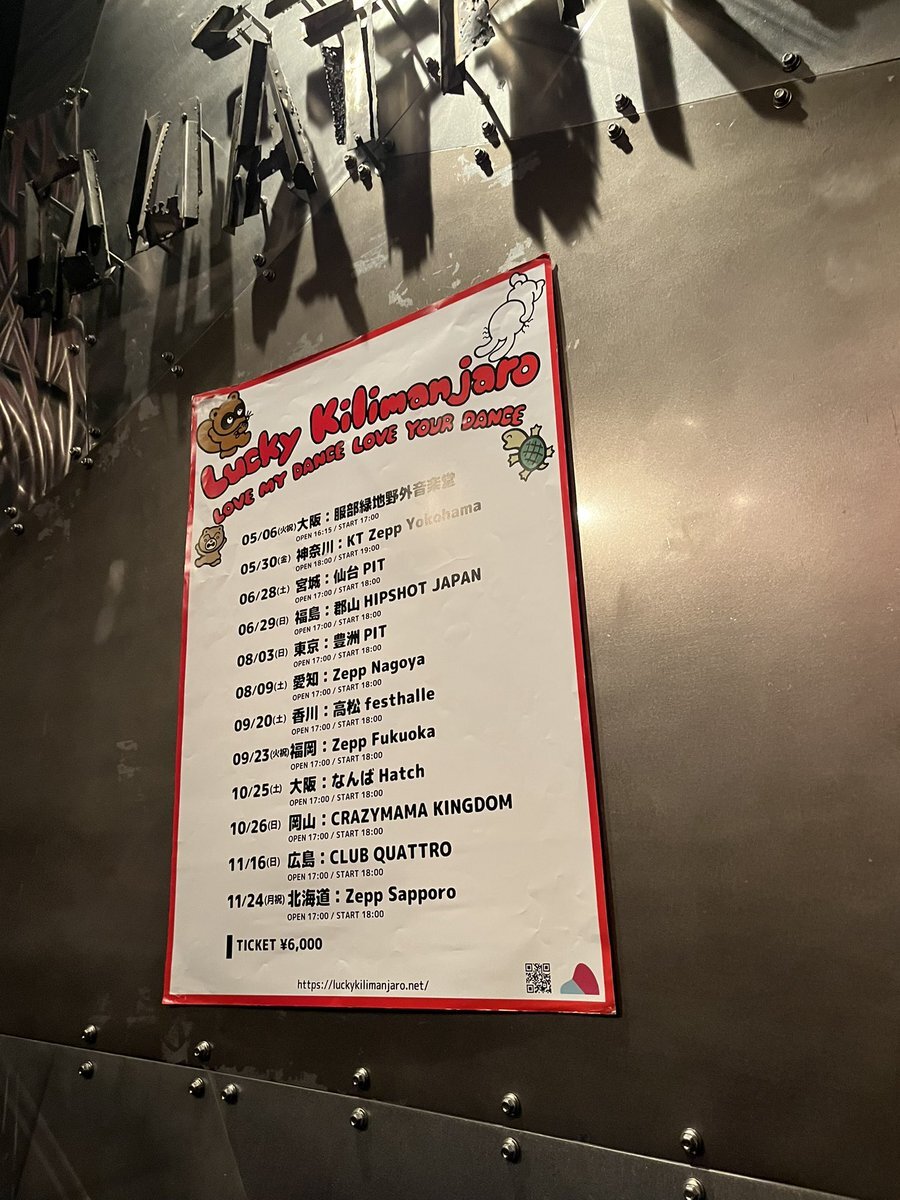 Lucky Kilimanjaro
LOVE MY DANCE LOVE YOUR DANCE
05/06(火祝)大阪：服部緑地野外音楽堂
OPEN 16:15 / START 17:00
05/30(金)神奈川：KT Zepp Yokohama
OPEN 18:00 / START 19:00
06/28(土)宮城：仙台 PIT
OPEN 17:00 / START 18:00
06/29(日)福島：郡山 HIPSHOT JAPAN
OPEN 17:00 / START 18:00
08/03(日)東京：豊洲 PIT
OPEN 17:00 / START 18:00
08/09(土)愛知：Zepp Nagoya
OPEN 17:00 / START 18:00
09/20(土)香川：高松 festhalle
OPEN 17:00 / START 18:00
09/23(火祝)福岡：Zepp Fukuoka
OPEN 17:00 / START 18:00
10/25(土)大阪：なんば Hatch
OPEN 17:00 / START 18:00
10/26(日)岡山：CRAZYMAMA KINGDOM
OPEN 17:00 / START 18:00
11/16(日)広島：CLUB QUATTRO
OPEN 17:00 / START 18:00
11/24(月祝)北海道：Zepp Sapporo
OPEN 17:00 / START 18:00
TICKET ¥6,000
https://luckykilimanjaro.net/